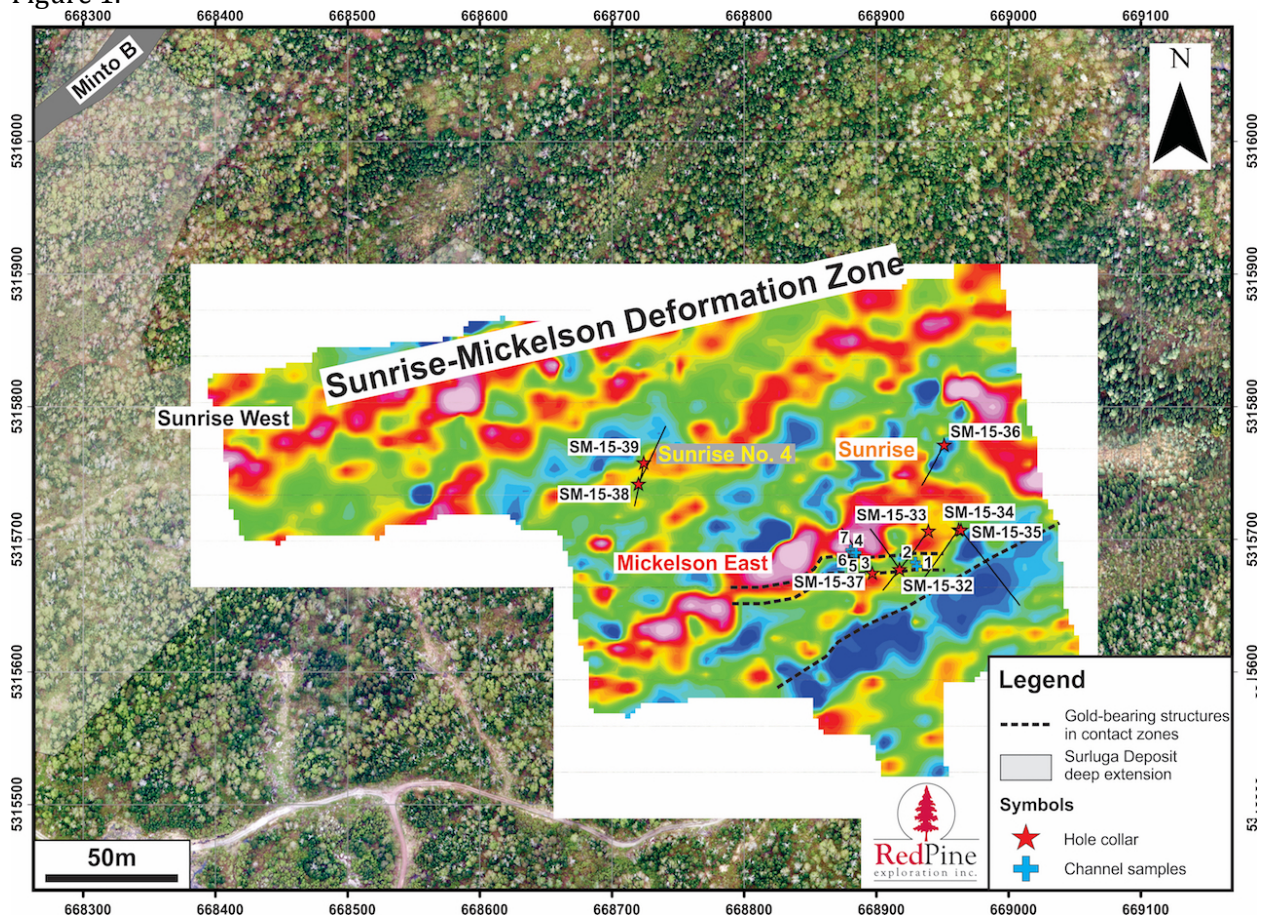 Figure 1.
668300 668400 668500 668600 668700 668800 668900 669000 669100
Minto B
N
5316000
5316000
5315900
5315900
Sunrise-Mickelson Deformation Zone
5315800
5315800
Sunrise West
SM-15-39
Sunrise No. 4
Sunrise
SM-15-36
SM-15-38
SM-15-33
SM-15-34
SM-15-35
5315700
5315700
7 4
2
Mickelson East
6 5 3
1
SM-15-37
SM-15-32
5315600
5315600
Legend
Gold-bearing structures
in contact zones
Surluga Deposit
deep extension
5315500
Symbols
Hole collar
Channel samples
RedPine
exploration inc.
50m
668300 668400 668500 668600 668700 668800 668900 669000 669100